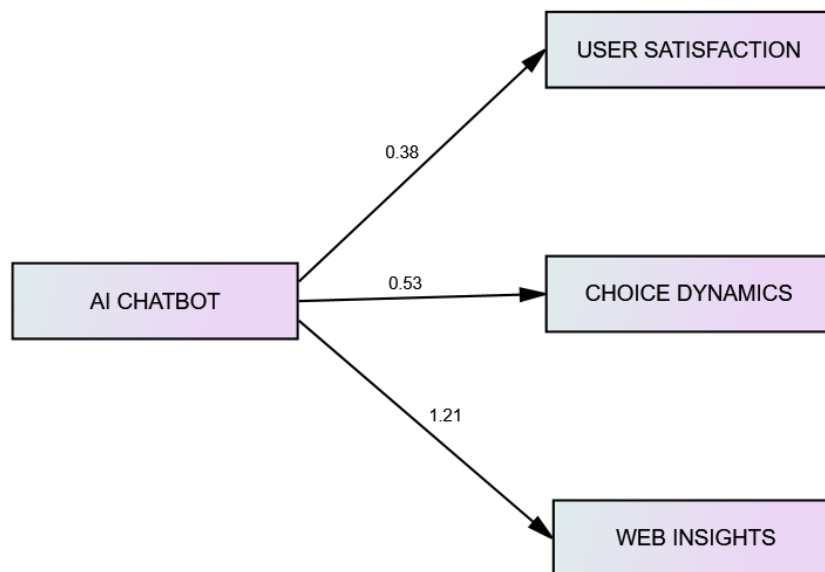 USER SATISFACTION
0.38
AI CHATBOT
0.53
CHOICE DYNAMICS
1.21
WEB INSIGHTS